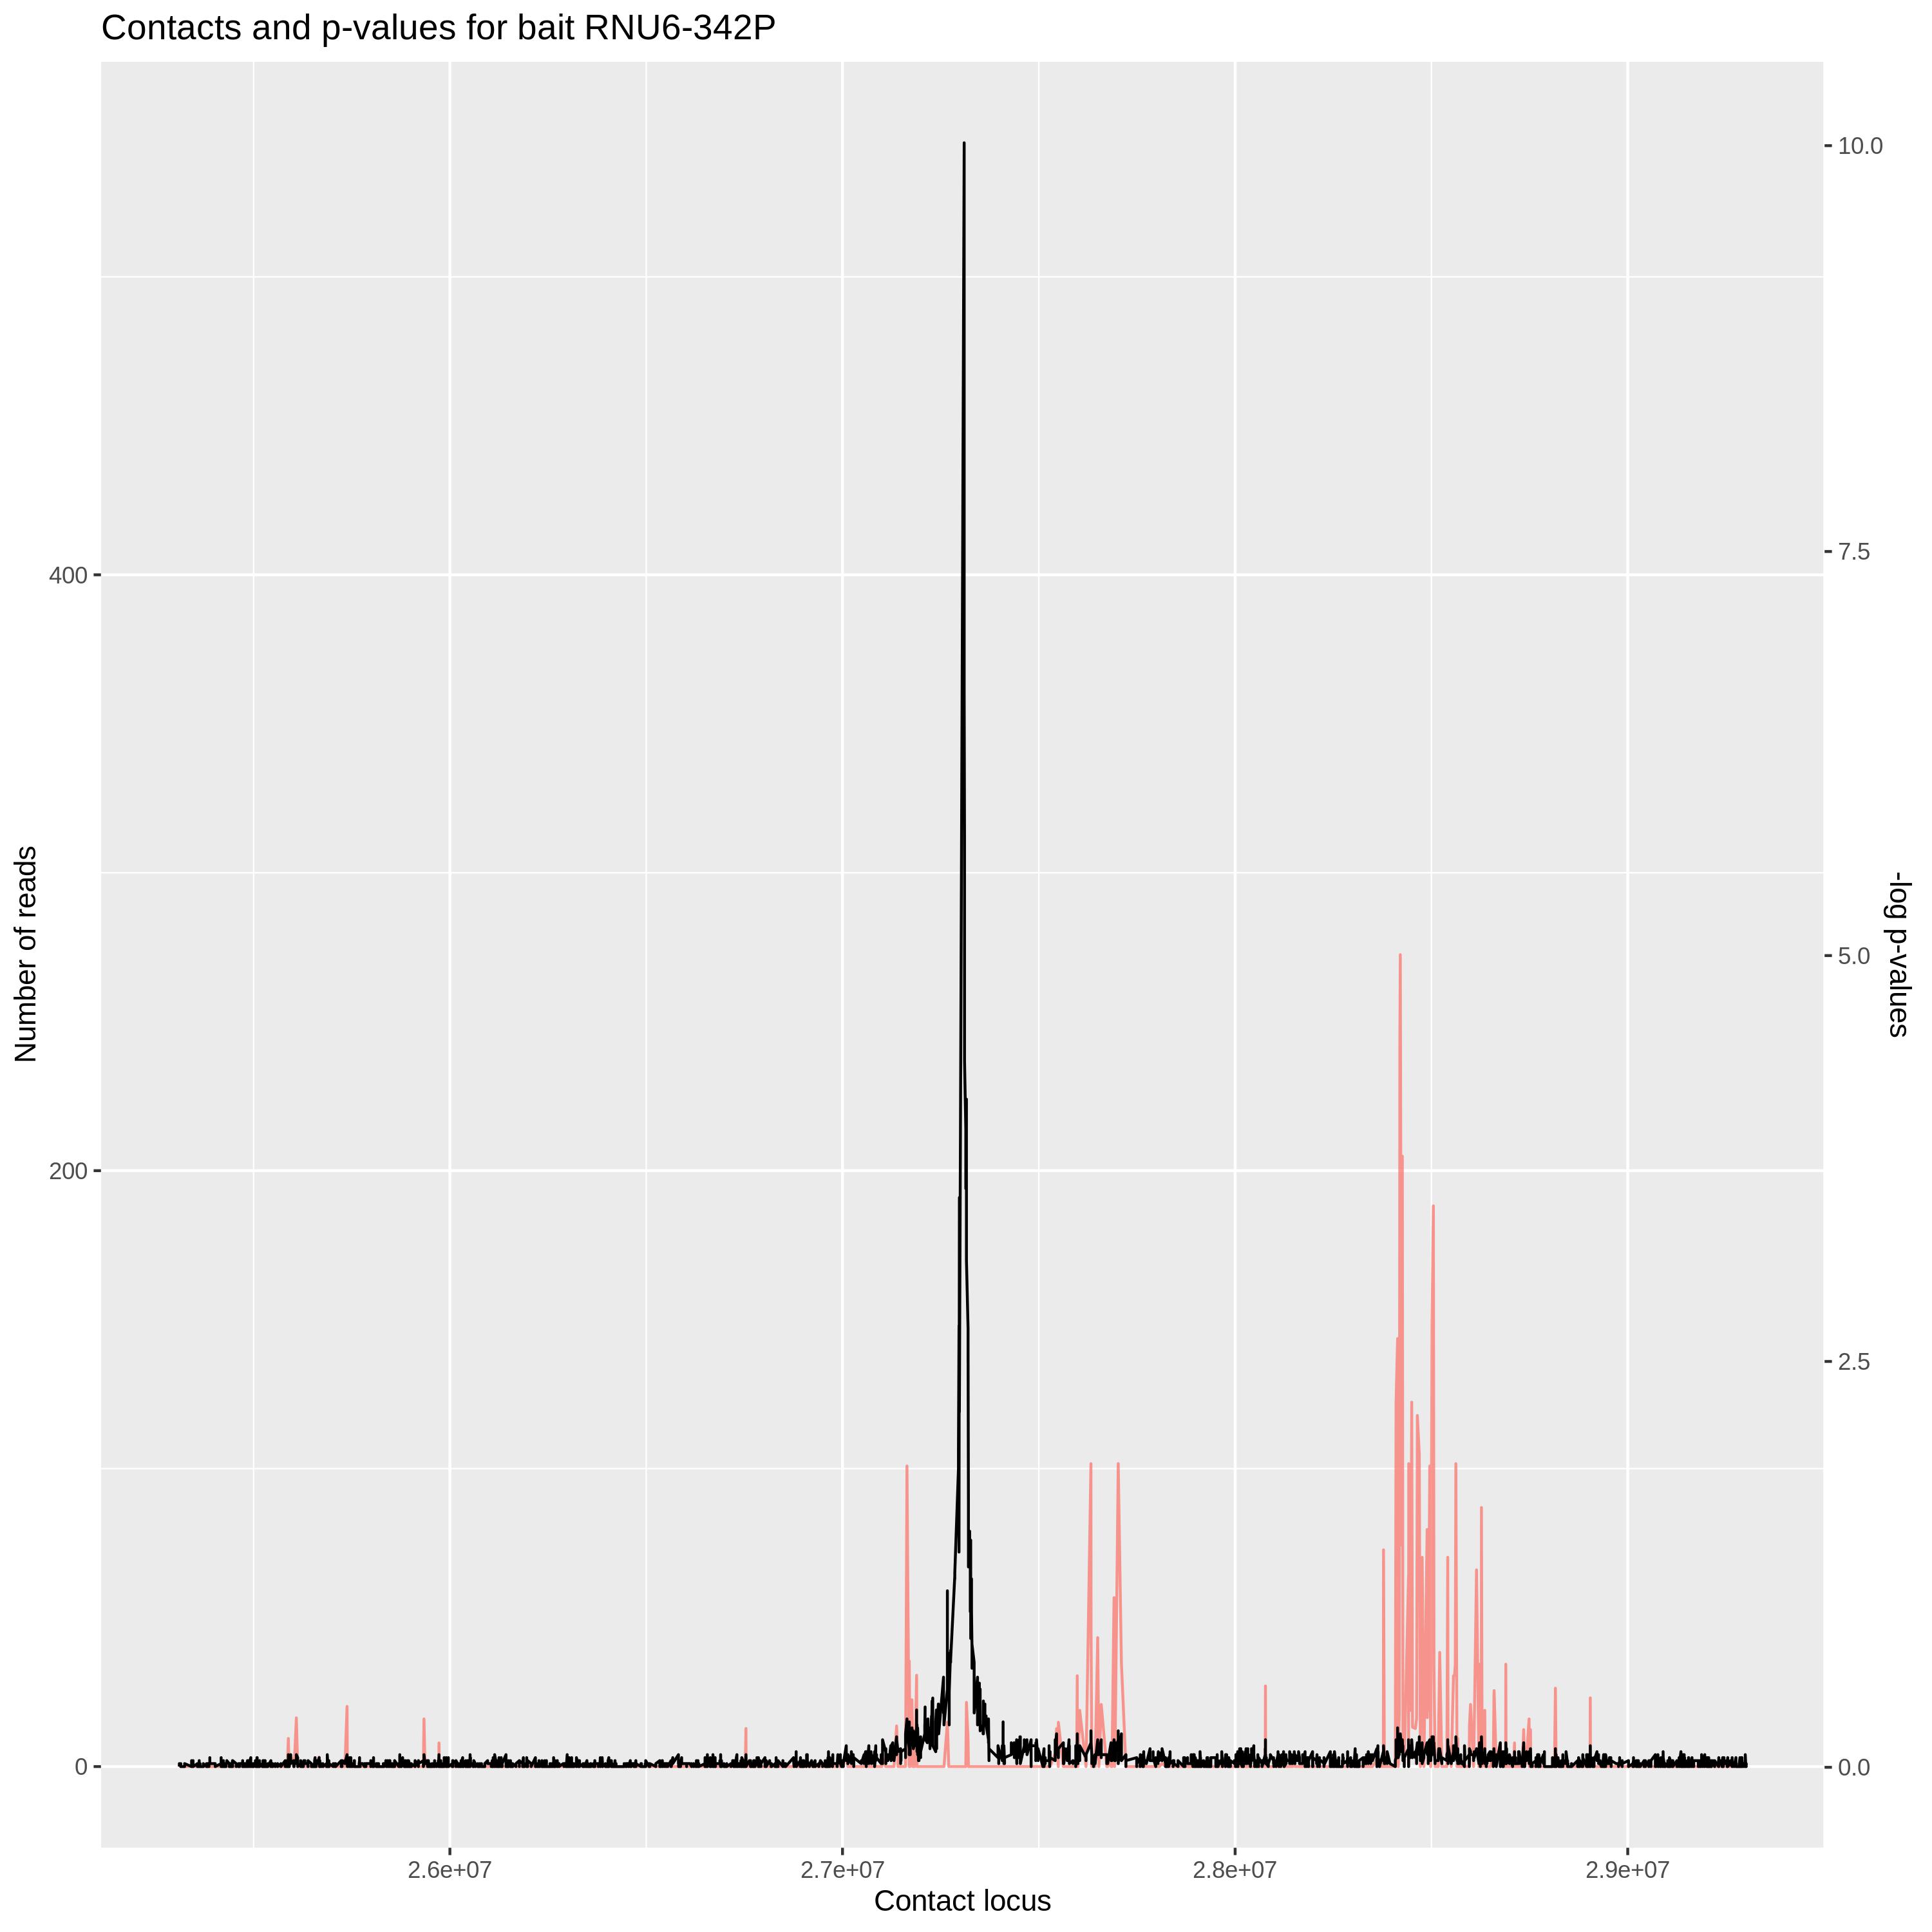 Contacts and p-values for bait RNU6-342P
10.0
7.5
400
Number of reads
-log p-values
5.0
200
2.5
0
0.0
2.6e+07
2.7e+07
2.8e+07
2.9e+07
Contact locus